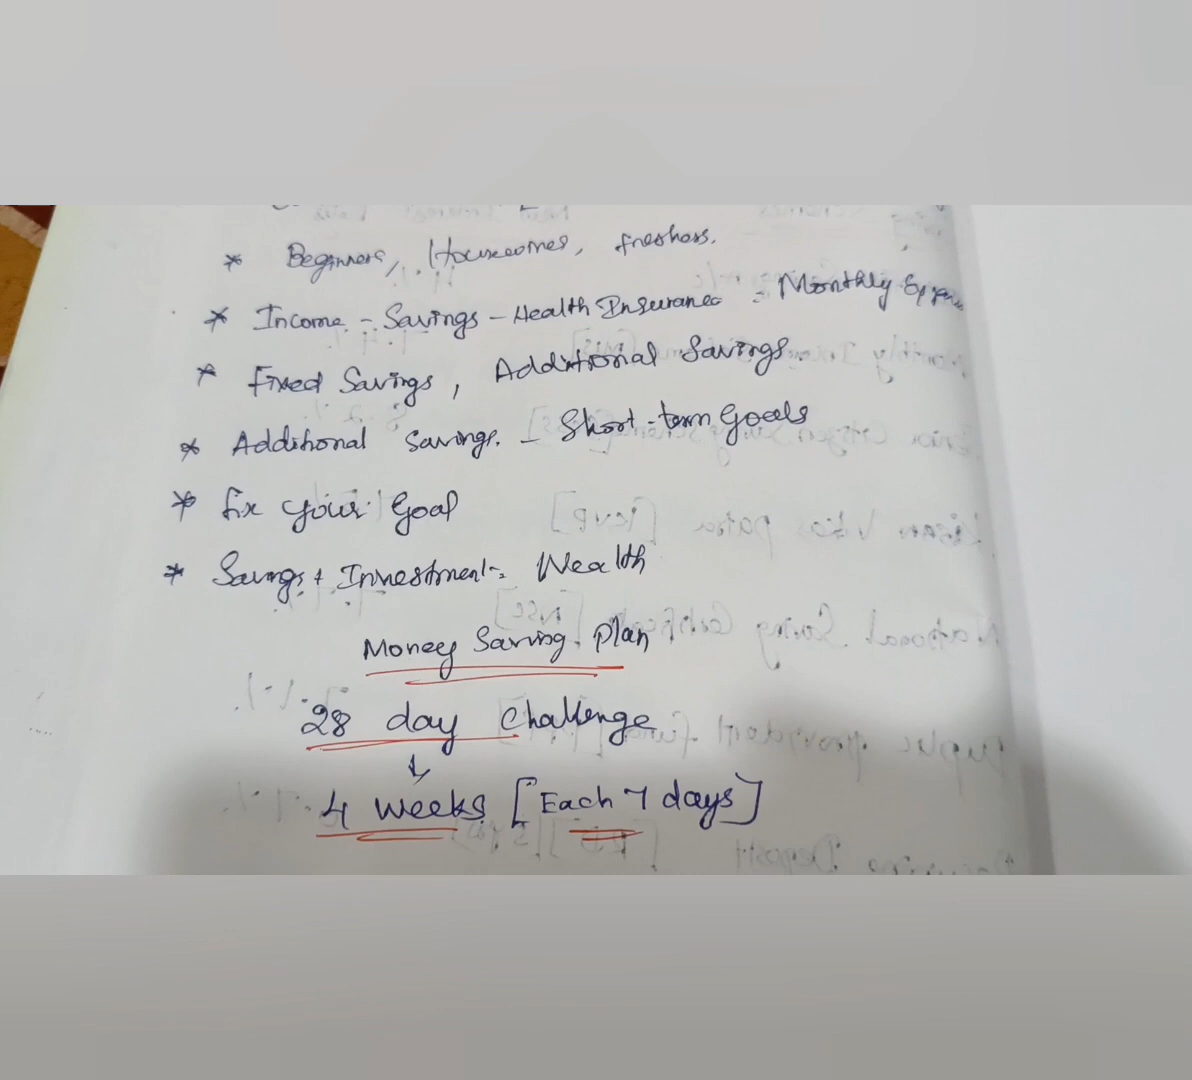 * Beginners, Housewives, freshers.
* Income - Savings - Health Insurance = Monthly Expen
* Fixed Savings, Additional Savings.
* Additional savings. - Short-term Goals
* fix your Goal
* Savings + Investment = Wealth
Money Saving Plan
28 day Challenge
↓
4 weeks [Each 7 days]